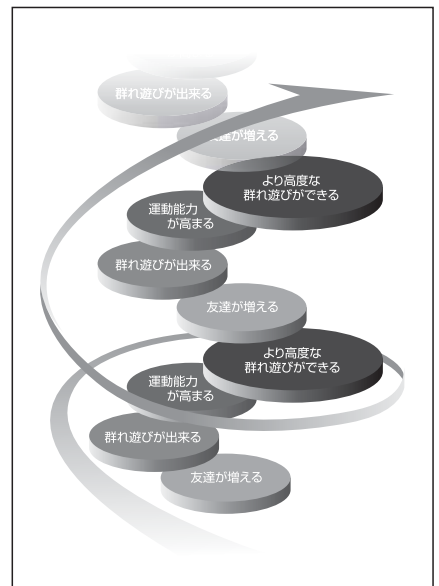 群れ遊びが出来る
友達が増える
より高度な
群れ遊びができる
運動能力
が高まる
群れ遊びが出来る
友達が増える
より高度な
群れ遊びができる
運動能力
が高まる
群れ遊びが出来る
友達が増える